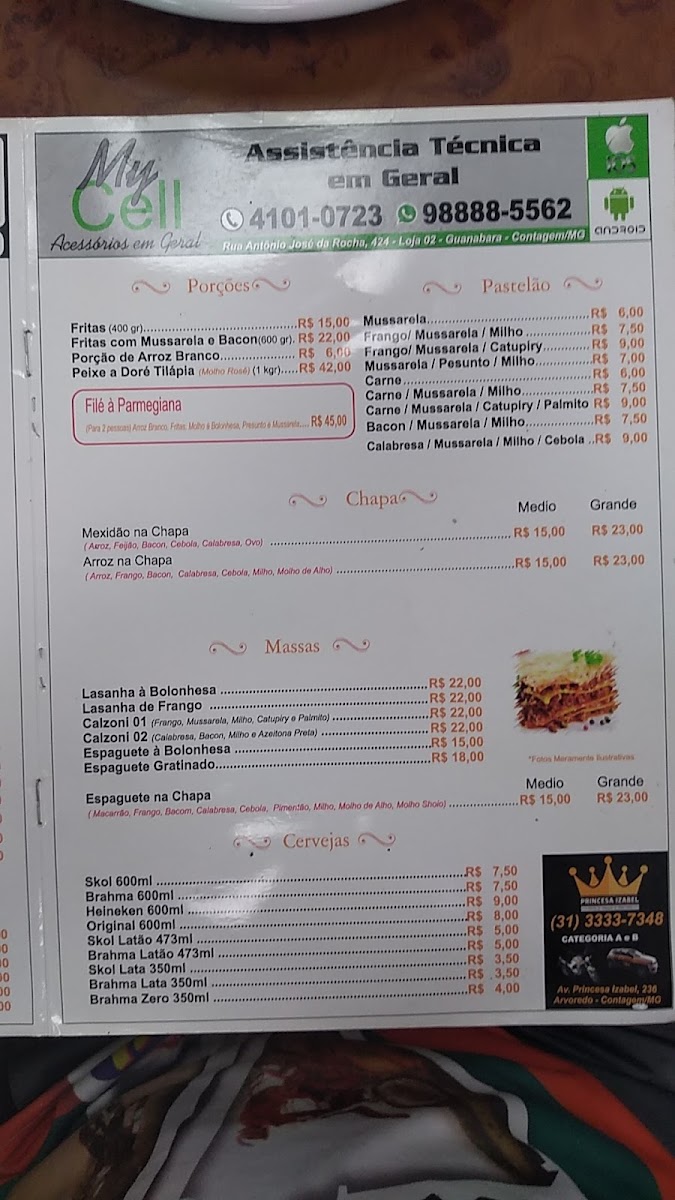 My Cell
Acessórios em Geral
Assistência Técnica
em Geral
4101-0723 98888-5562
Rua Antônio José da Rocha, 424 - Loja 02 - Guanabara - Contagem/MG
iOS
ANDROID
Porções
Fritas (400 gr)..........R$ 15,00
Fritas com Mussarela e Bacon(600 gr). R$ 22,00
Porção de Arroz Branco..........R$ 6,00
Peixe a Doré Tilápia (Molho Rosé) (1 kgr).....R$ 42,00
Filé à Parmegiana
(Para 2 pessoas) Arroz Branco, Fritas, Molho à Bolonhesa, Presunto e Mussarela.... R$ 45,00
Pastelão
Mussarela..........R$ 6,00
Frango/ Mussarela / Milho..........R$ 7,50
Frango/ Mussarela / Catupiry..........R$ 9,00
Mussarela / Pesunto / Milho..........R$ 7,00
Carne..........R$ 6,00
Carne / Mussarela / Milho..........R$ 7,50
Carne / Mussarela / Catupiry / Palmito R$ 9,00
Bacon / Mussarela / Milho..........R$ 7,50
Calabresa / Mussarela / Milho / Cebola ..R$ 9,00
Chapa
Medio Grande
Mexidão na Chapa
( Arroz, Feijão, Bacon, Cebola, Calabresa, Ovo) ..........R$ 15,00 R$ 23,00
Arroz na Chapa
( Arroz, Frango, Bacon, Calabresa, Cebola, Milho, Molho de Alho) ..........R$ 15,00 R$ 23,00
Massas
Lasanha à Bolonhesa ..........R$ 22,00
Lasanha de Frango ..........R$ 22,00
Calzoni 01 (Frango, Mussarela, Milho, Catupiry e Palmito) ..........R$ 22,00
Calzoni 02 (Calabresa, Bacon, Milho e Azeitona Preta) ..........R$ 22,00
Espaguete à Bolonhesa ..........R$ 15,00
Espaguete Gratinado..........R$ 18,00
*Fotos Meramente Ilustrativas
Medio Grande
Espaguete na Chapa
( Macarrão, Frango, Bacom, Calabresa, Cebola, Pimentão, Milho, Molho de Alho, Molho Shoio) ..........R$ 15,00 R$ 23,00
Cervejas
Skol 600ml ..........R$ 7,50
Brahma 600ml ..........R$ 7,50
Heineken 600ml ..........R$ 9,00
Original 600ml ..........R$ 8,00
Skol Latão 473ml ..........R$ 5,00
Brahma Latão 473ml ..........R$ 5,00
Skol Lata 350ml ..........R$ 3,50
Brahma Lata 350ml ..........R$ 3,50
Brahma Zero 350ml ..........R$ 4,00
PRINCESA IZABEL
(31) 3333-7348
CATEGORIA A e B
Av. Princesa Izabel, 236
Arvoredo - Contagem/MG